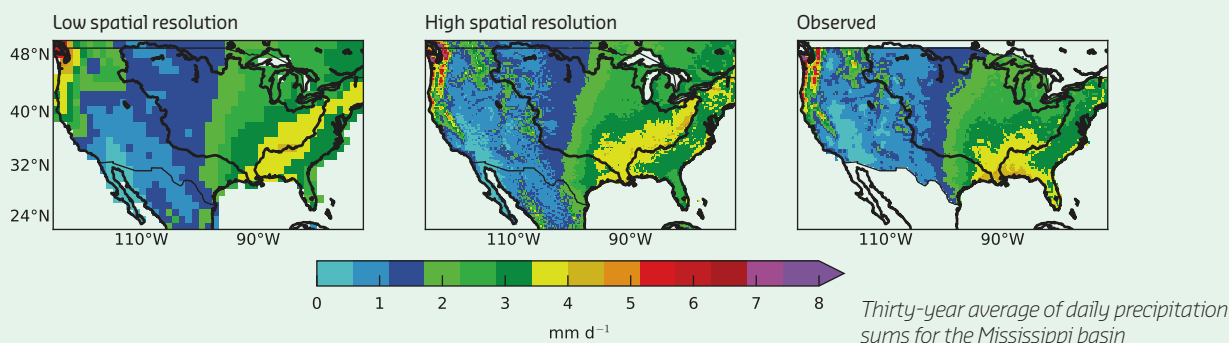 Low spatial resolution
High spatial resolution
Observed
48°N
40°N
32°N
24°N
110°W 90°W
110°W 90°W
110°W 90°W
0 1 2 3 4 5 6 7 8
mm d⁻¹
Thirty-year average of daily precipitation
sums for the Mississippi basin